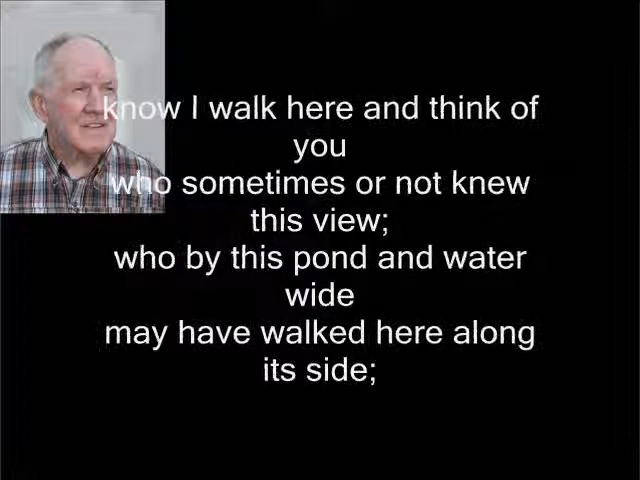 know I walk here and think of
you
who sometimes or not knew
this view;
who by this pond and water
wide
may have walked here along
its side;